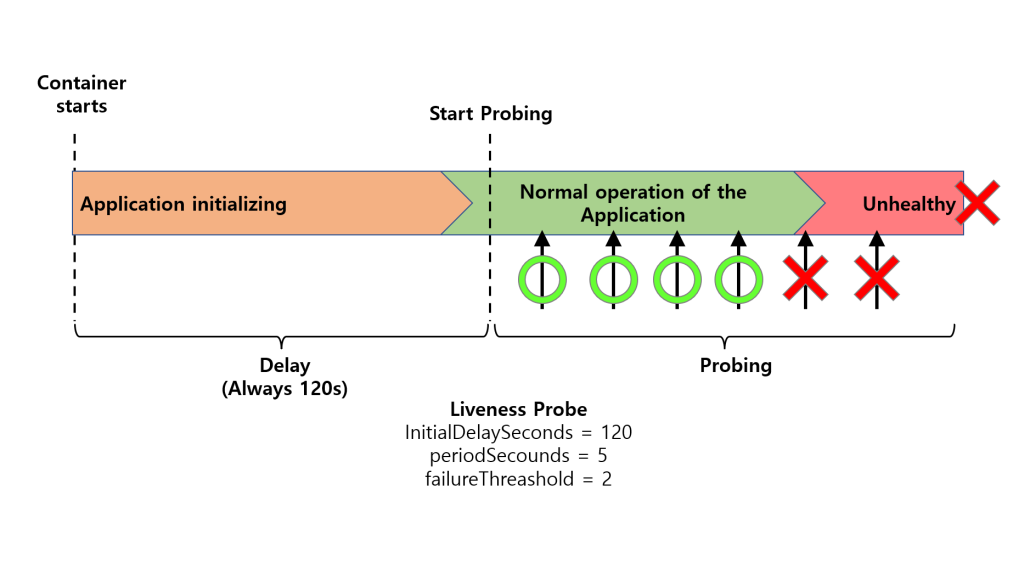 Container
starts
Start Probing
Application initializing
Normal operation of the
Application
Unhealthy
Delay
(Always 120s)
Probing
Liveness Probe
InitialDelaySeconds = 120
periodSecounds = 5
failureThreashold = 2